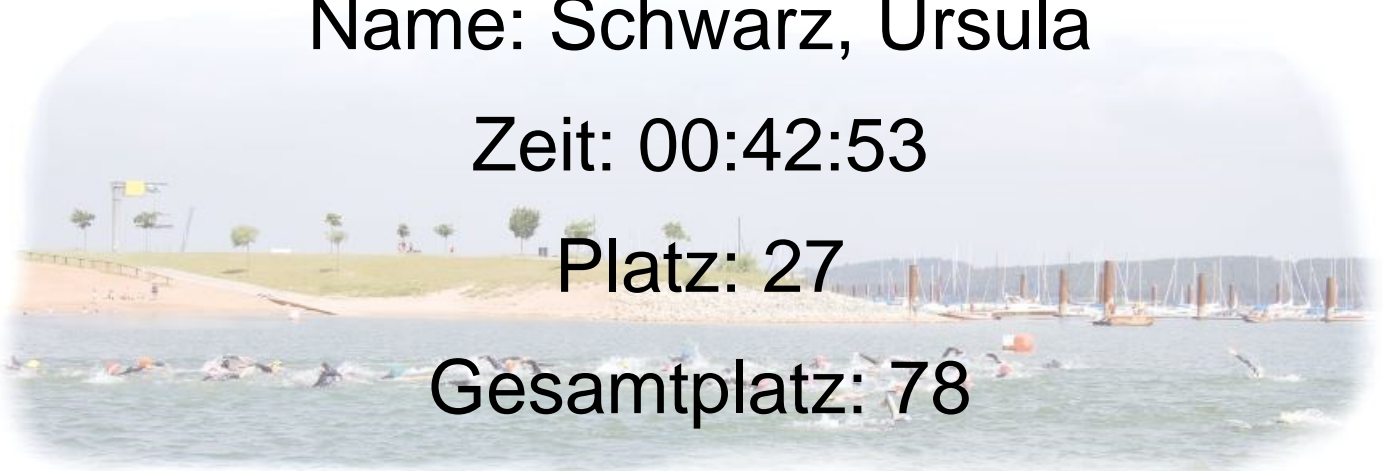 Name: Schwarz, Ursula
Zeit: 00:42:53
Platz: 27
Gesamtplatz: 78